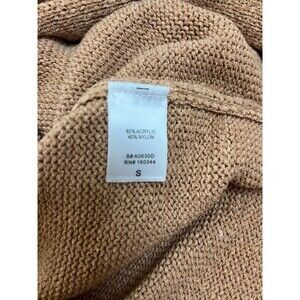 60% ACRYLIC
40% NYLON
S# A0630D
RN# 160344
S